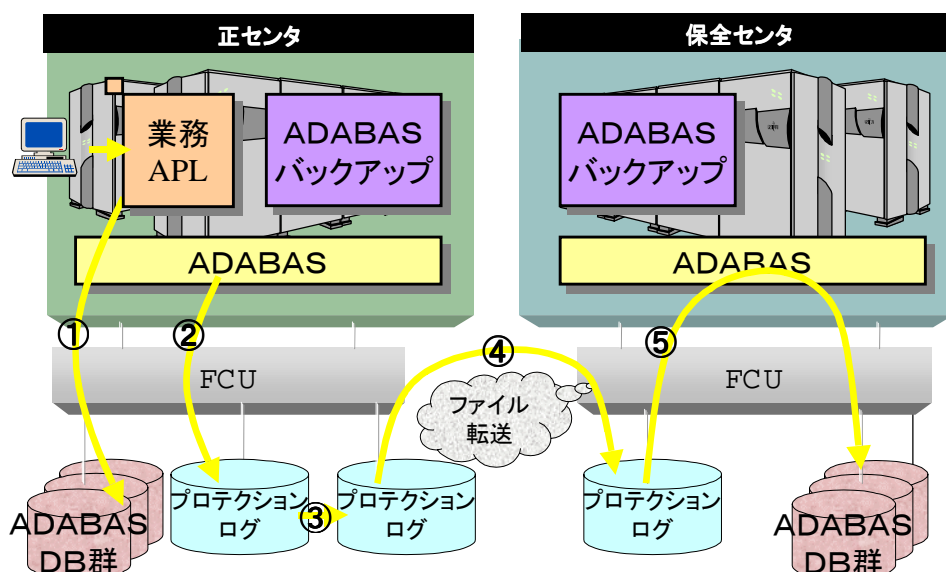 正センタ
保全センタ
業務
APL
ADABAS
バックアップ
ADABAS
バックアップ
ADABAS
ADABAS
①
②
④
⑤
FCU
FCU
ファイル
転送
プロテクション
ログ
③
プロテクション
ログ
プロテクション
ログ
ADABAS
DB群
ADABAS
DB群